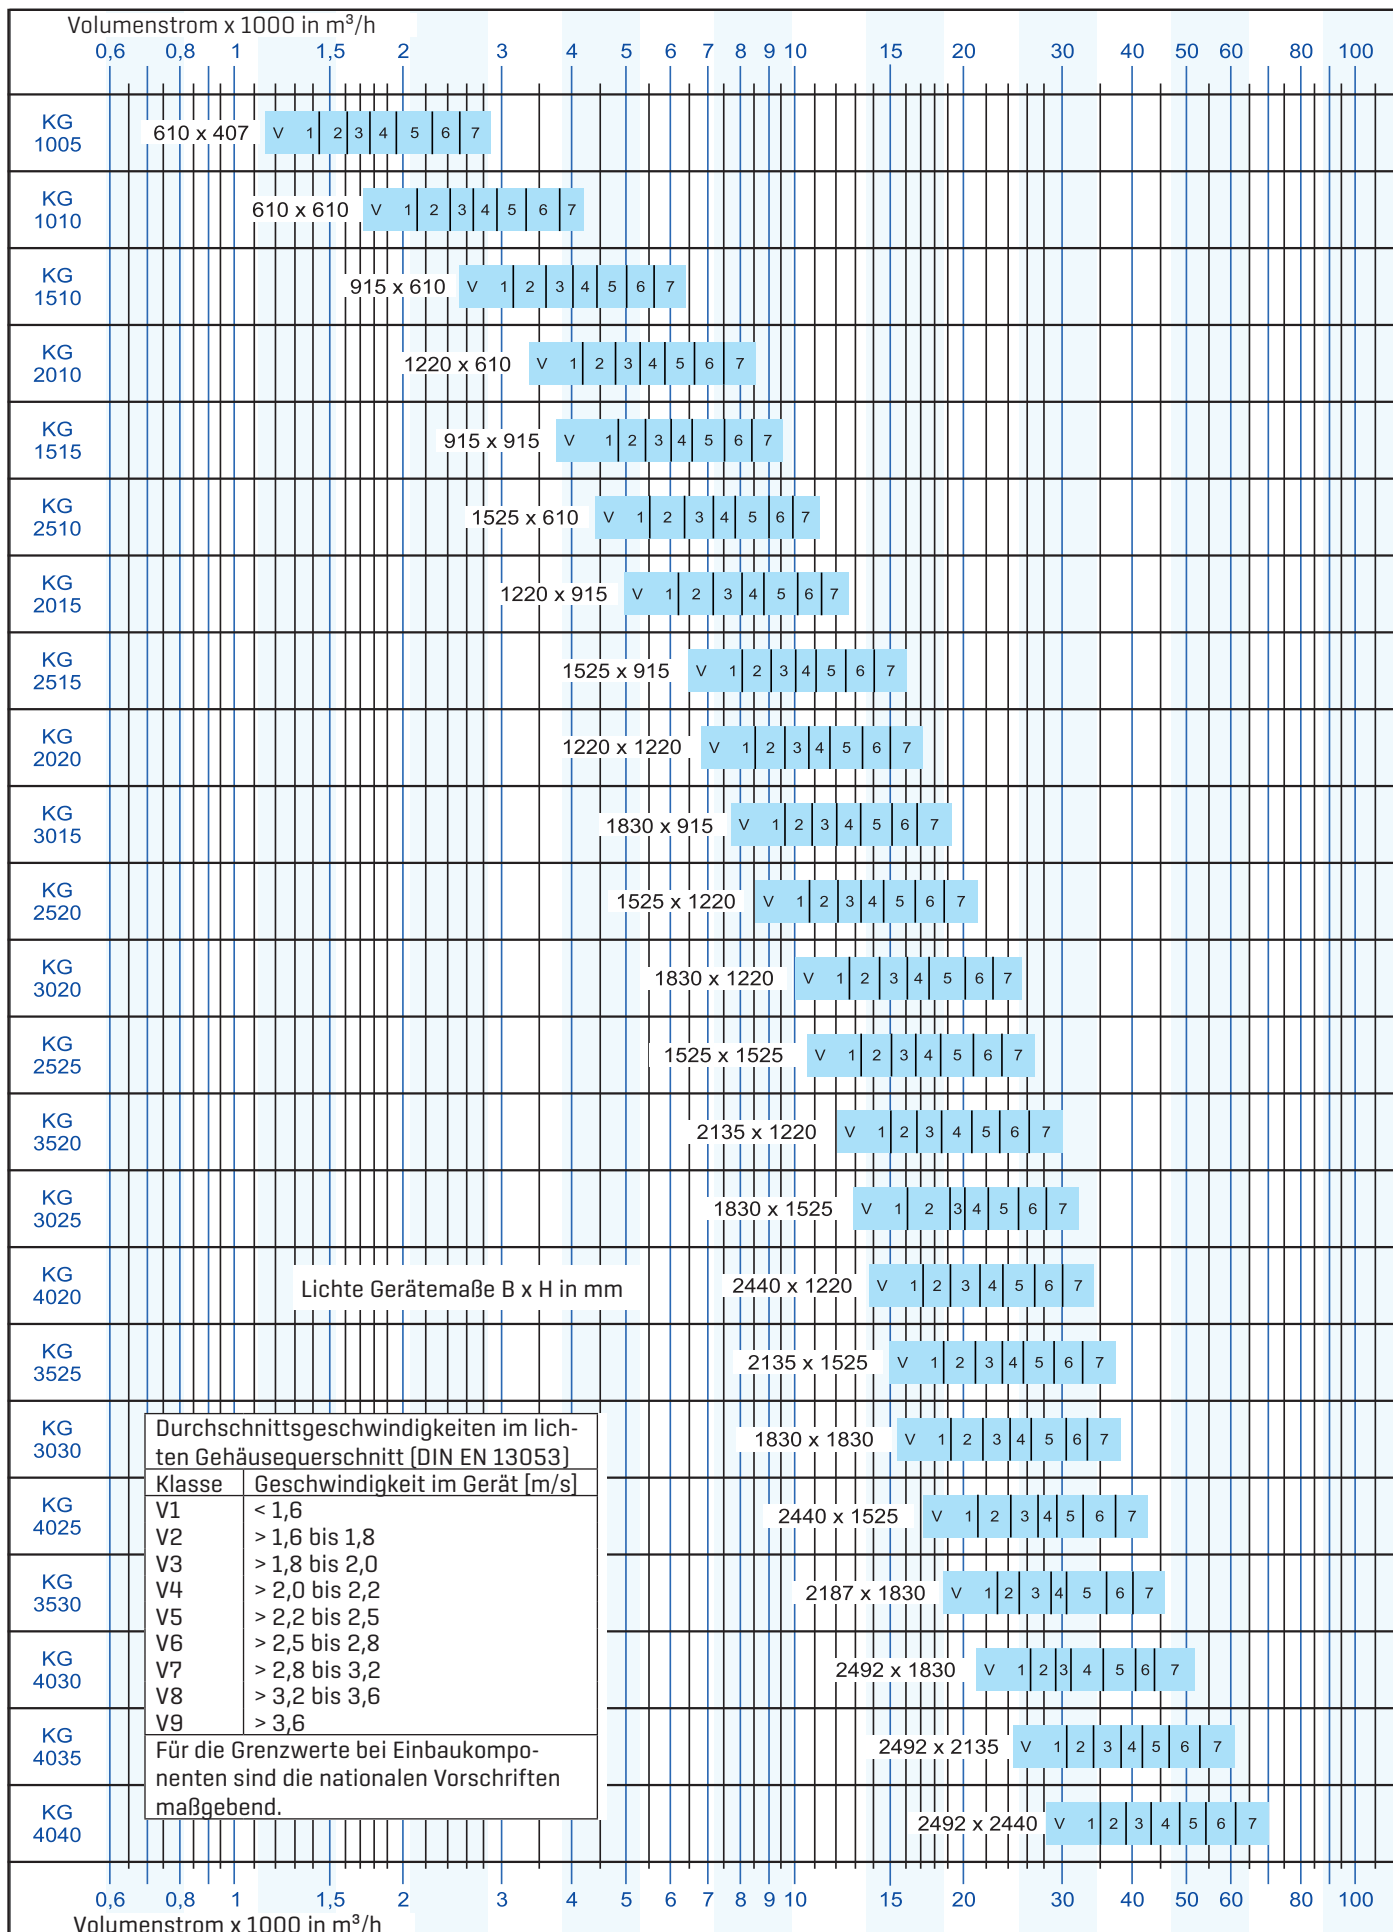 Volumenstrom x 1000 in m³/h
0,6 0,8 1 1,5 2 3 4 5 6 7 8 9 10 15 20 30 40 50 60 80 100
KG 1005 610 x 407 V 1 2 3 4 5 6 7
KG 1010 610 x 610 V 1 2 3 4 5 6 7
KG 1510 915 x 610 V 1 2 3 4 5 6 7
KG 2010 1220 x 610 V 1 2 3 4 5 6 7
KG 1515 915 x 915 V 1 2 3 4 5 6 7
KG 2510 1525 x 610 V 1 2 3 4 5 6 7
KG 2015 1220 x 915 V 1 2 3 4 5 6 7
KG 2515 1525 x 915 V 1 2 3 4 5 6 7
KG 2020 1220 x 1220 V 1 2 3 4 5 6 7
KG 3015 1830 x 915 V 1 2 3 4 5 6 7
KG 2520 1525 x 1220 V 1 2 3 4 5 6 7
KG 3020 1830 x 1220 V 1 2 3 4 5 6 7
KG 2525 1525 x 1525 V 1 2 3 4 5 6 7
KG 3520 2135 x 1220 V 1 2 3 4 5 6 7
KG 3025 1830 x 1525 V 1 2 3 4 5 6 7
KG 4020 2440 x 1220 V 1 2 3 4 5 6 7
Lichte Gerätemaße B x H in mm
KG 3525 2135 x 1525 V 1 2 3 4 5 6 7
KG 3030 1830 x 1830 V 1 2 3 4 5 6 7
KG 4025 2440 x 1525 V 1 2 3 4 5 6 7
KG 3530 2187 x 1830 V 1 2 3 4 5 6 7
KG 4030 2492 x 1830 V 1 2 3 4 5 6 7
KG 4035 2492 x 2135 V 1 2 3 4 5 6 7
KG 4040 2492 x 2440 V 1 2 3 4 5 6 7
Durchschnittsgeschwindigkeiten im lich-
ten Gehäusequerschnitt (DIN EN 13053)
Klasse Geschwindigkeit im Gerät [m/s]
V1 < 1,6
V2 > 1,6 bis 1,8
V3 > 1,8 bis 2,0
V4 > 2,0 bis 2,2
V5 > 2,2 bis 2,5
V6 > 2,5 bis 2,8
V7 > 2,8 bis 3,2
V8 > 3,2 bis 3,6
V9 > 3,6
Für die Grenzwerte bei Einbaukompo-
nenten sind die nationalen Vorschriften
maßgebend.
0,6 0,8 1 1,5 2 3 4 5 6 7 8 9 10 15 20 30 40 50 60 80 100
Volumenstrom x 1000 in m³/h